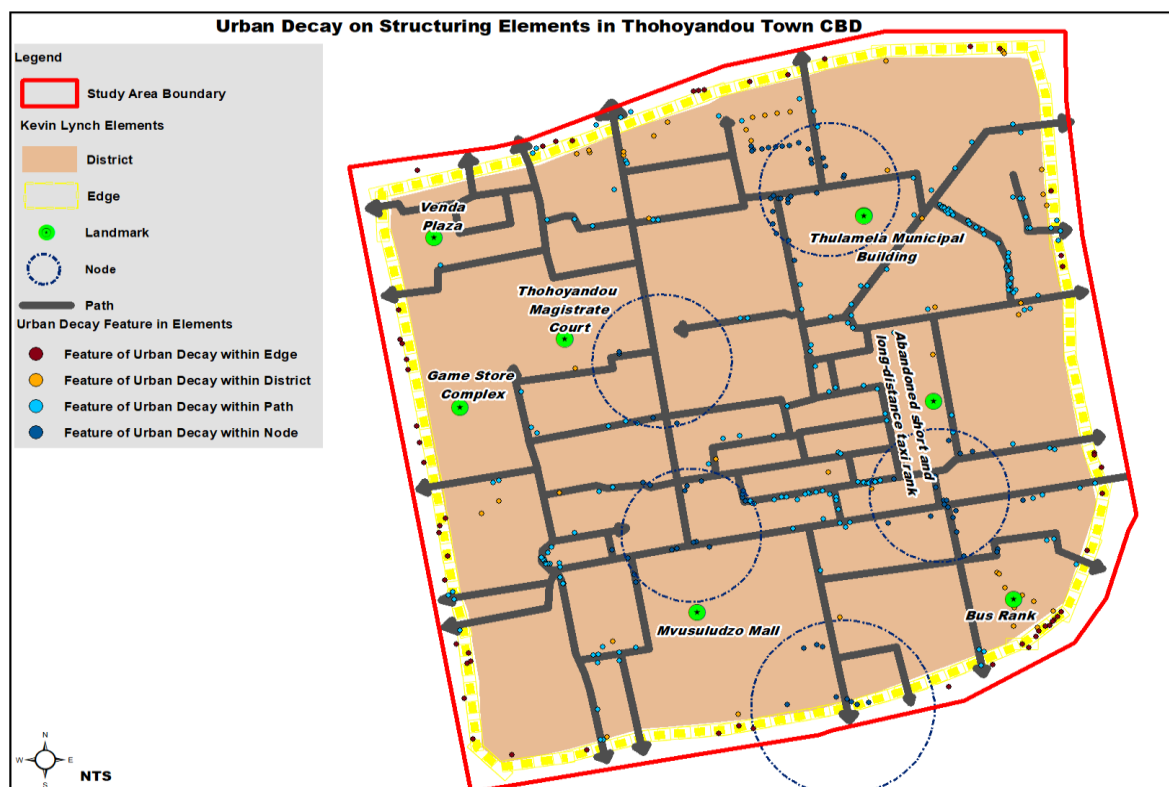 Urban Decay on Structuring Elements in Thohoyandou Town CBD
Legend
Study Area Boundary
Kevin Lynch Elements
District
Edge
Landmark
Node
Path
Urban Decay Feature in Elements
Feature of Urban Decay within Edge
Feature of Urban Decay within District
Feature of Urban Decay within Path
Feature of Urban Decay within Node
Venda
Plaza
Thulamela Municipal
Building
Thohoyandou
Magistrate
Court
Game Store
Complex
Abandoned short and
long-distance taxi rank
Bus Rank
Mvusuludzo Mall
N
W
E
S
NTS